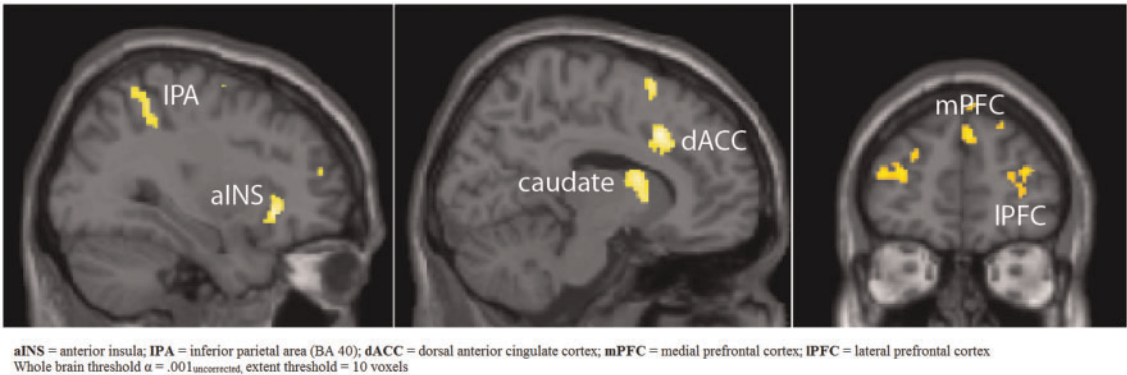 IPA
aINS
dACC
caudate
mPFC
lPFC
aINS = anterior insula; IPA = inferior parietal area (BA 40); dACC = dorsal anterior cingulate cortex; mPFC = medial prefrontal cortex; lPFC = lateral prefrontal cortex
Whole brain threshold α = .001uncorrected, extent threshold = 10 voxels